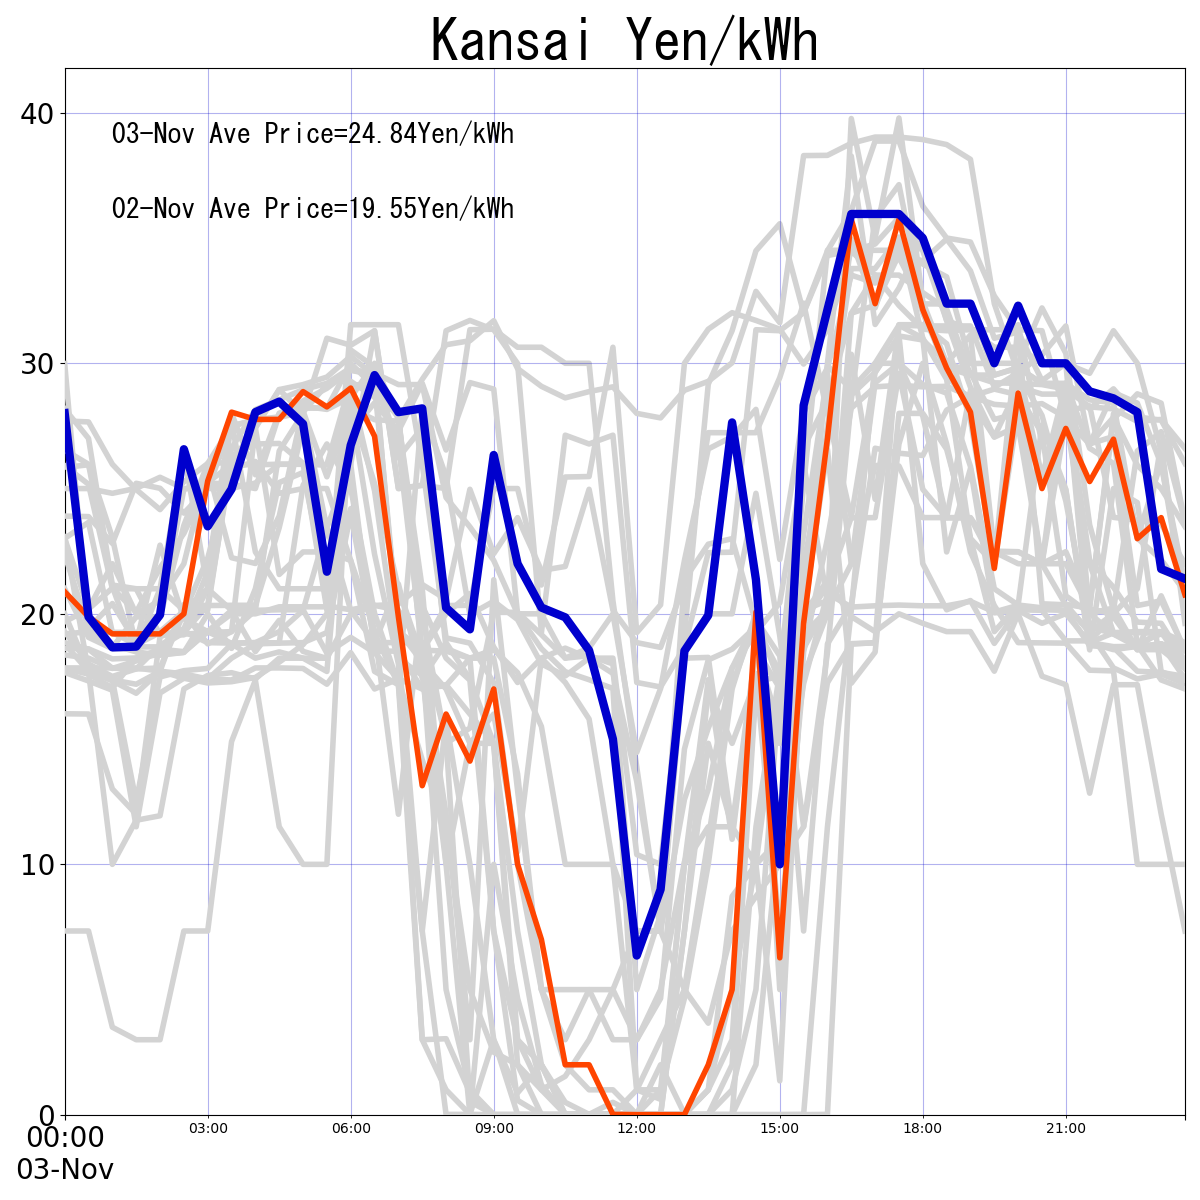 Kansai Yen/kWh
40
03-Nov Ave Price=24.84Yen/kWh
02-Nov Ave Price=19.55Yen/kWh
30
20
10
0
00:00 03:00 06:00 09:00 12:00 15:00 18:00 21:00
03-Nov